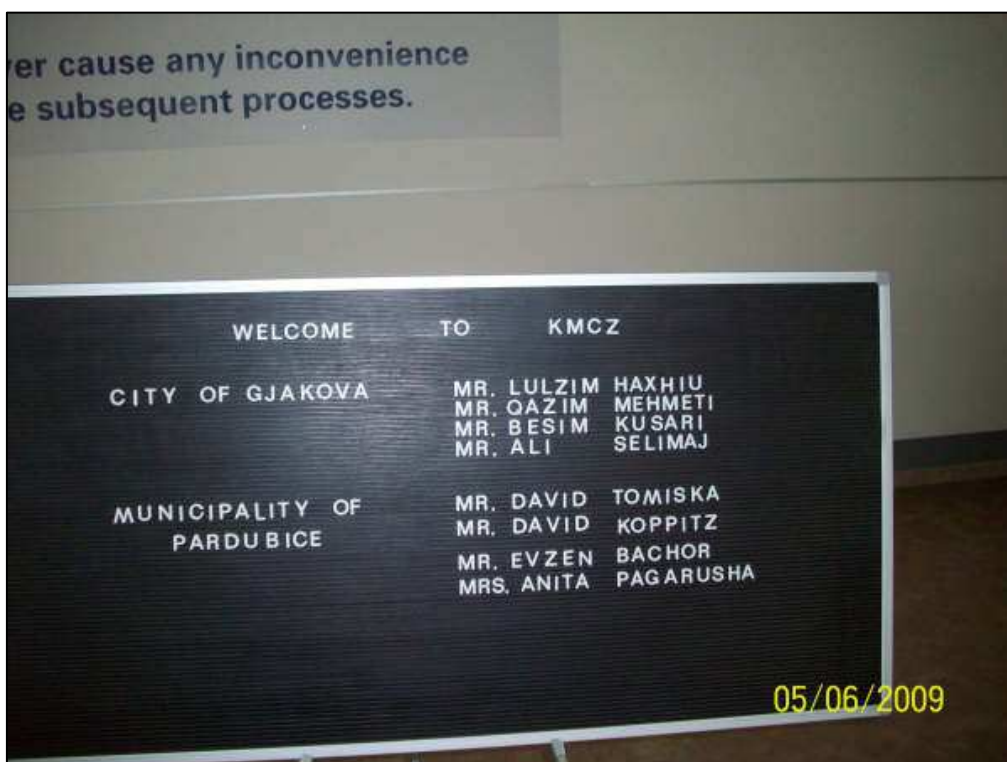 er cause any inconvenience
e subsequent processes.
WELCOME TO KMCZ
CITY OF GJAKOVA MR. LULZIM HAXHIU
MR. QAZIM MEHMETI
MR. BESIM KUSARI
MR. ALI SELIMAJ
MUNICIPALITY OF PARDUBICE MR. DAVID TOMISKA
MR. DAVID KOPPITZ
MR. EVZEN BACHOR
MRS. ANITA PAGARUSHA
05/06/2009